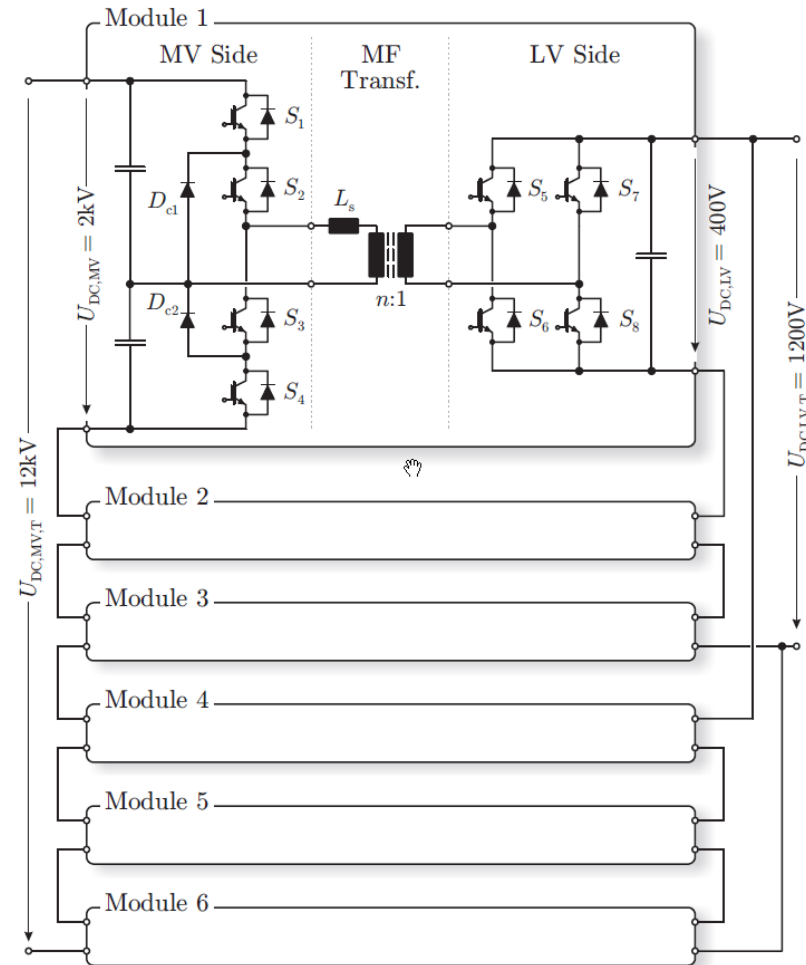 Module 1
MV Side
MF
Transf.
LV Side
S1
S2
Dc1
Ls
S5
S7
UDC,MV = 2kV
UDC,LV = 400V
n:1
Dc2
S3
S6
S8
S4
UDC,MV,T = 12kV
UDC,LV,T = 1200V
Module 2
Module 3
Module 4
Module 5
Module 6